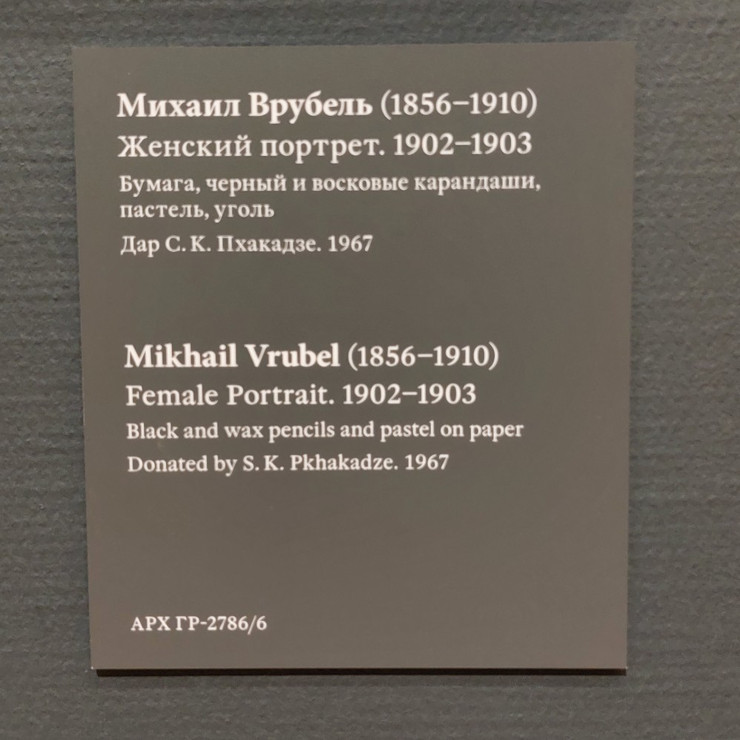 Михаил Врубель (1856–1910)
Женский портрет. 1902–1903
Бумага, черный и восковые карандаши,
пастель, уголь
Дар С. К. Пхакадзе. 1967
Mikhail Vrubel (1856–1910)
Female Portrait. 1902–1903
Black and wax pencils and pastel on paper
Donated by S. K. Pkhakadze. 1967
АРХ ГР-2786/6